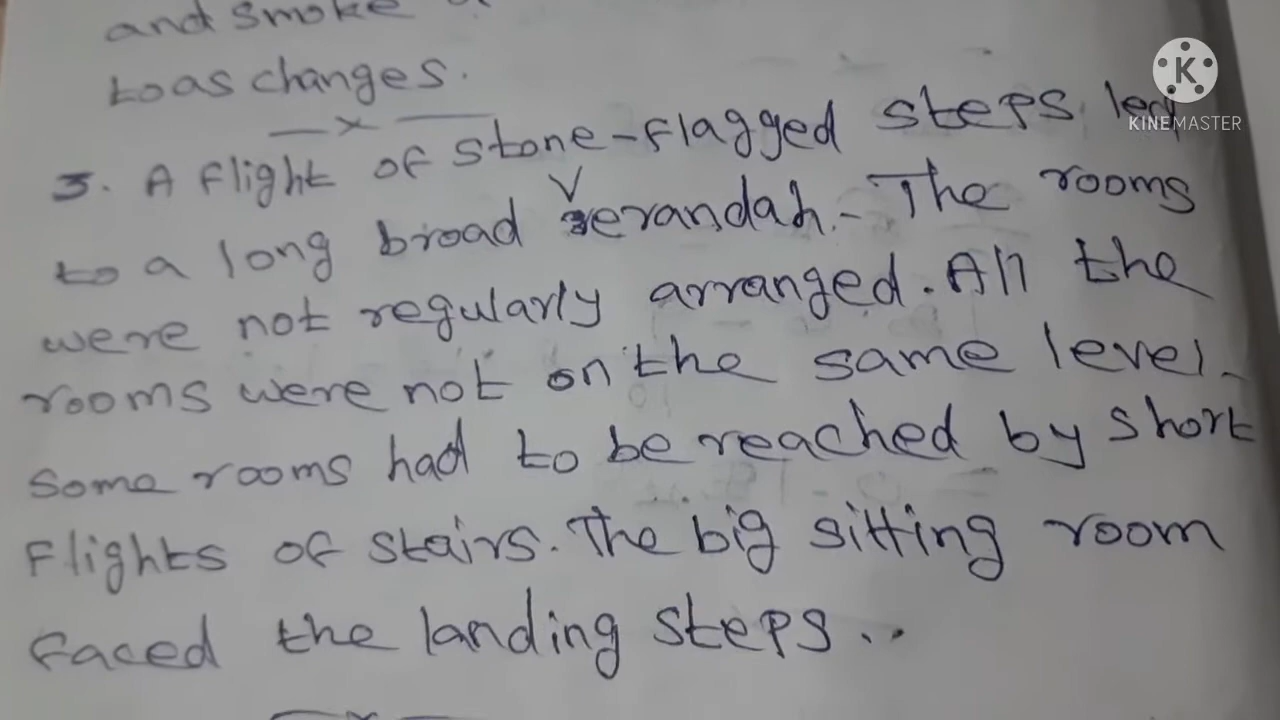 and smoke
to as changes.
3. A flight of stone-flagged steps led
to a long broad verandah. The rooms
were not regularly arranged. All the
rooms were not on the same level.
Some rooms had to be reached by short
flights of stairs. The big sitting room
faced the landing steps..
KINEMASTER